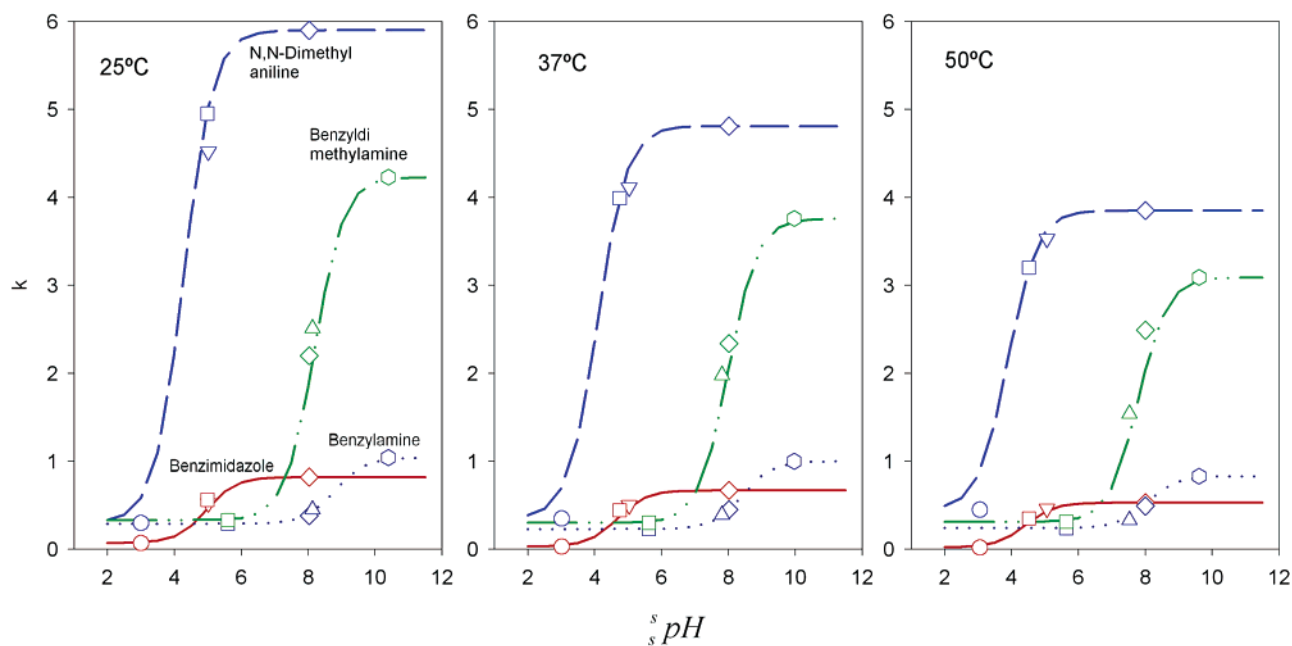 6
5
4
3
2
1
0
k
25ºC
N,N-Dimethyl
aniline
Benzyldi
methylamine
Benzylamine
Benzimidazole
2 4 6 8 10 12
6
5
4
3
2
1
0
37ºC
2 4 6 8 10 12
6
5
4
3
2
1
0
50ºC
2 4 6 8 10 12
s
s pH